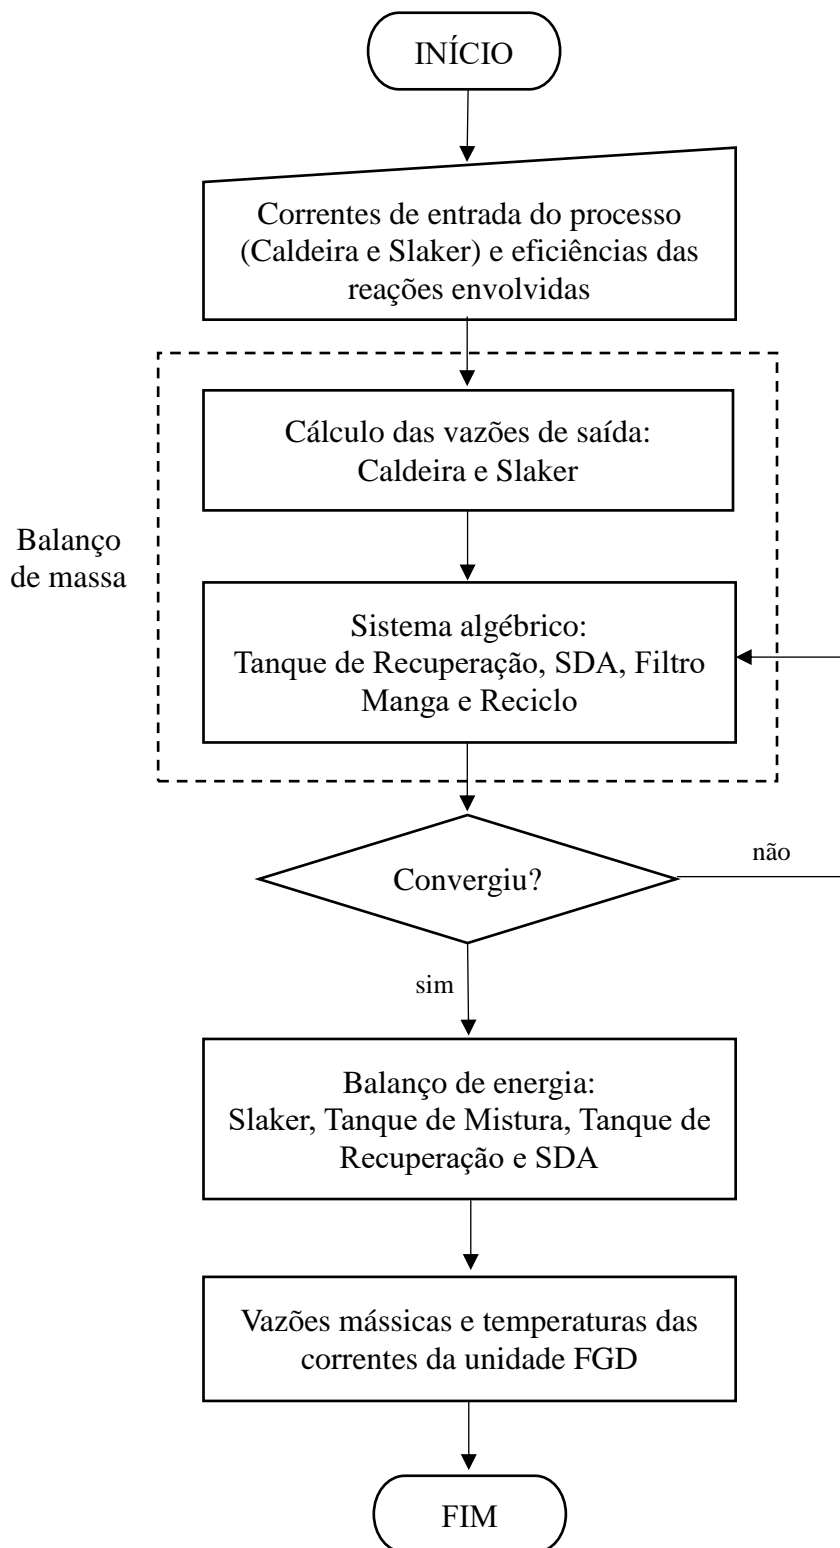 INÍCIO
Correntes de entrada do processo
(Caldeira e Slaker) e eficiências das
reações envolvidas
Cálculo das vazões de saída:
Caldeira e Slaker
Balanço
de massa
Sistema algébrico:
Tanque de Recuperação, SDA, Filtro
Manga e Reciclo
Convergiu?
não
sim
Balanço de energia:
Slaker, Tanque de Mistura, Tanque de
Recuperação e SDA
Vazões mássicas e temperaturas das
correntes da unidade FGD
FIM